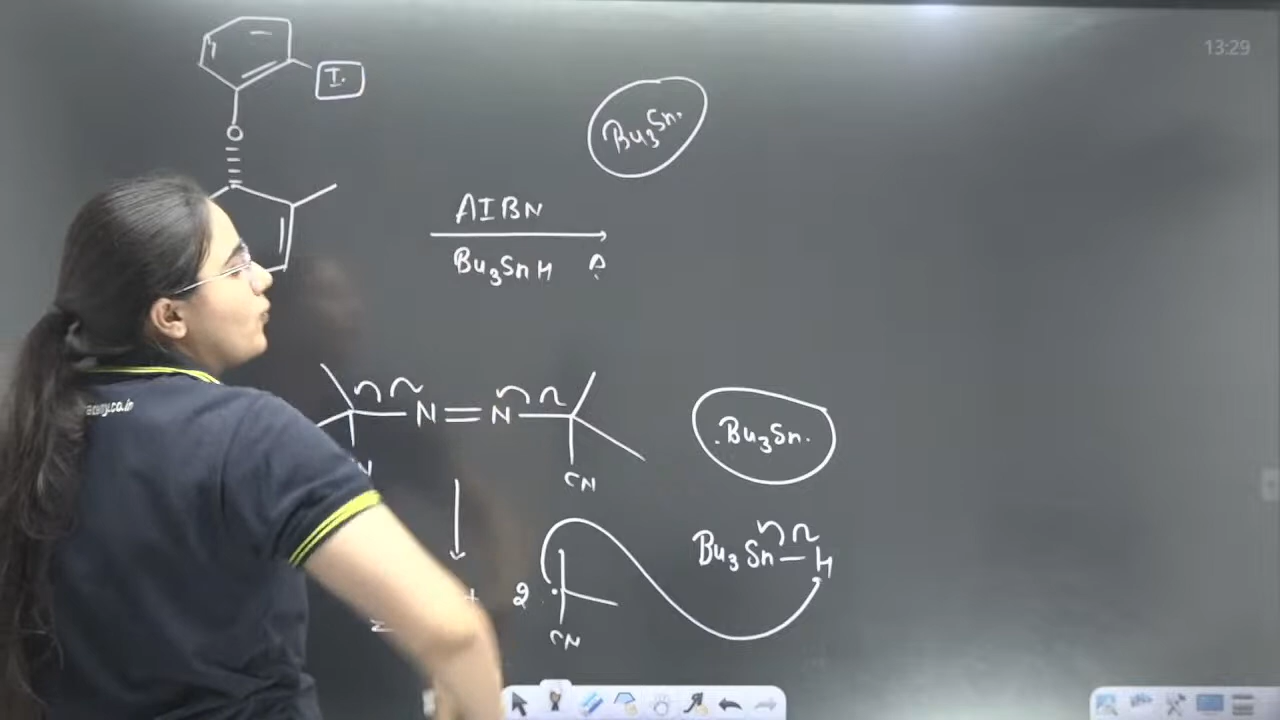 13:29
I.
Bu3Sn.
O
AIBN
Bu3SnH Δ
N=N
.Bu3Sn.
CN
Bu3Sn-H
+ 2
CN